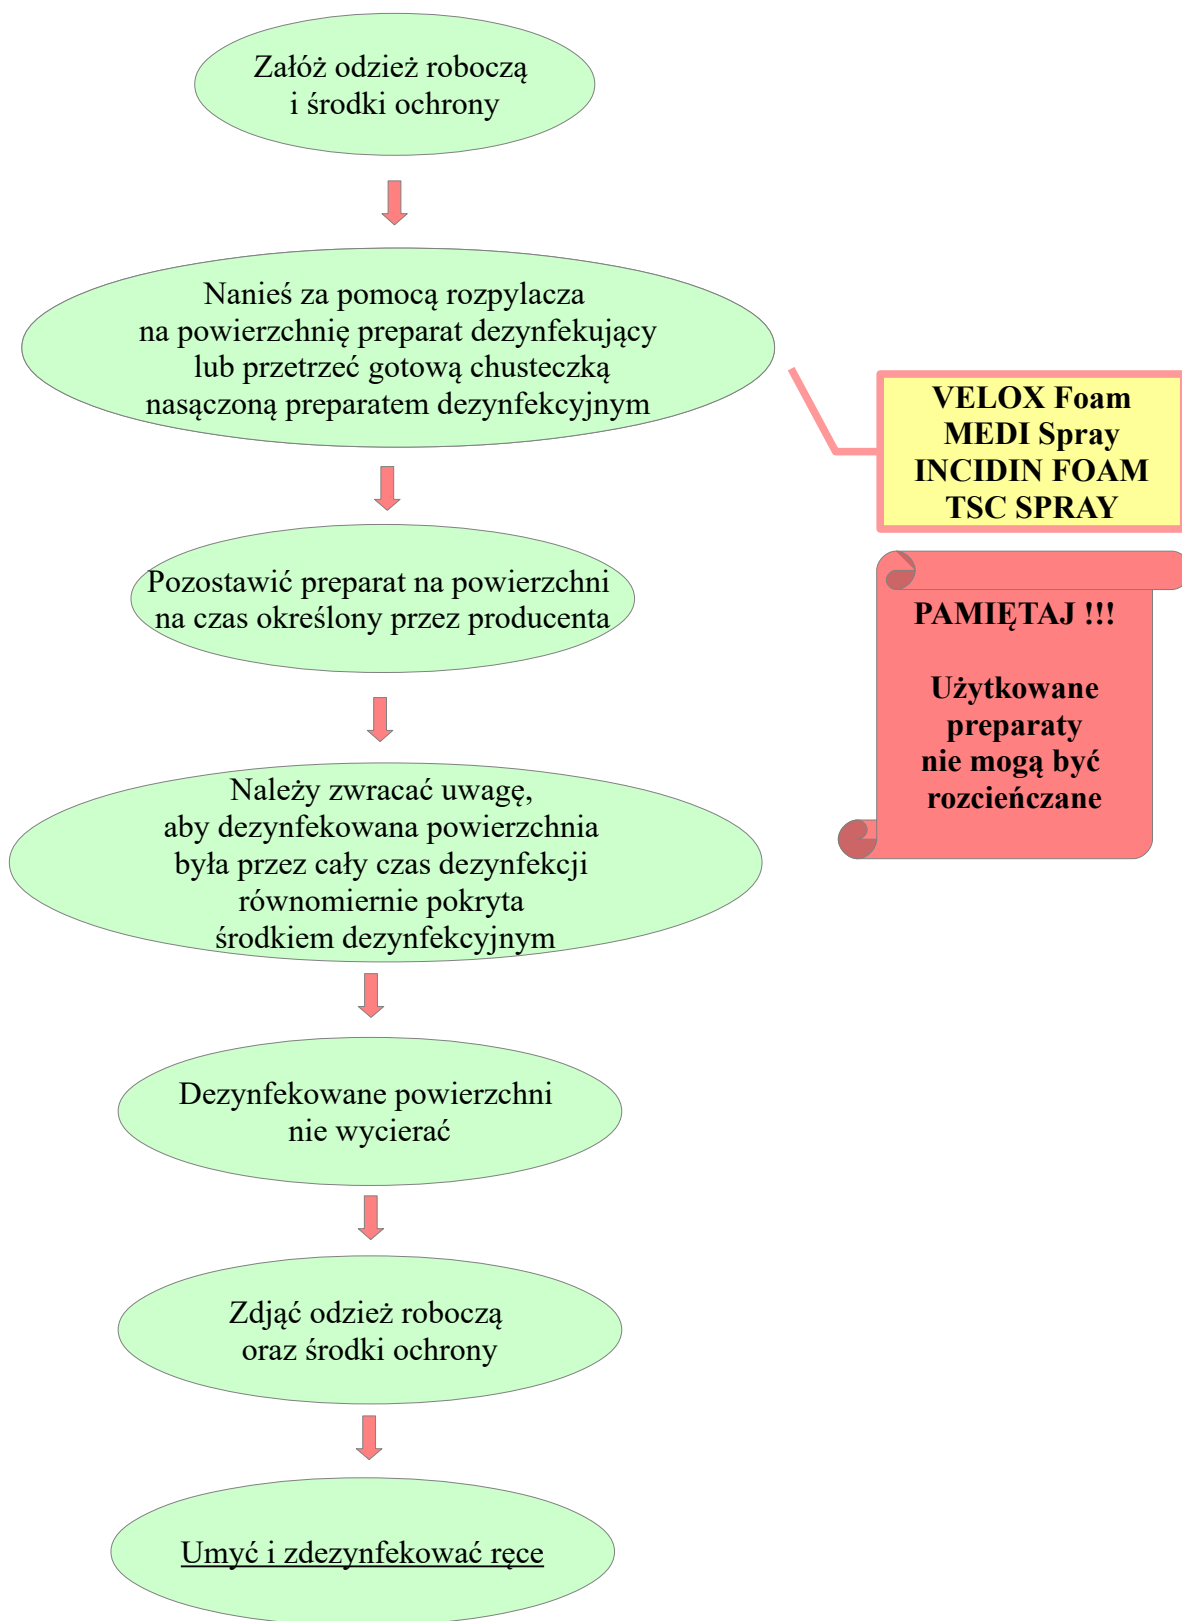 Załóż odzież roboczą
i środki ochrony
Nanieś za pomocą rozpylacza
na powierzchnię preparat dezynfekujący
lub przetrzeć gotową chusteczką
nasączoną preparatem dezynfekcyjnym
VELOX Foam
MEDI Spray
INCIDIN FOAM
TSC SPRAY
Pozostawić preparat na powierzchni
na czas określony przez producenta
PAMIĘTAJ !!!
Użytkowane
preparaty
nie mogą być
rozcieńczane
Należy zwracać uwagę,
aby dezynfekowana powierzchnia
była przez cały czas dezynfekcji
równomiernie pokryta
środkiem dezynfekcyjnym
Dezynfekowane powierzchni
nie wycierać
Zdjąć odzież roboczą
oraz środki ochrony
Umyć i zdezynfekować ręce